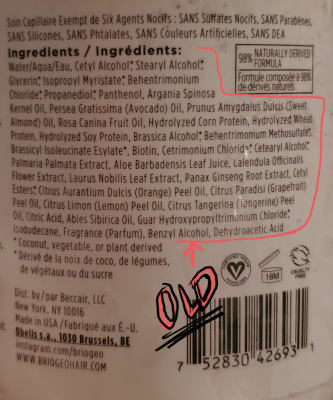 Soin Capillaire Exempt de Six Agents Nocifs : SANS Sulfates Nocifs, SANS Parabènes,
SANS Silicones, SANS Phtalates, SANS Couleurs Artificielles, SANS DEA
Ingredients / Ingrédients:
98% NATURALLY DERIVED
FORMULA
Formule composée à 98%
de dérivés naturels
Water/Aqua/Eau, Cetyl Alcohol*, Stearyl Alcohol*,
Glycerin*, Isopropyl Myristate*, Behentrimonium
Chloride*, Propanediol*, Panthenol, Argania Spinosa
Kernel Oil, Persea Gratissima (Avocado) Oil, Prunus Amygdalus Dulcis (Sweet
Almond) Oil, Rosa Canina Fruit Oil, Hydrolyzed Corn Protein, Hydrolyzed Wheat
Protein, Hydrolyzed Soy Protein, Brassica Alcohol*, Behentrimonium Methosulfate*,
Brassicyl Isoleucinate Esylate*, Biotin, Cetrimonium Chloride*, Cetearyl Alcohol*,
Palmaria Palmata Extract, Aloe Barbadensis Leaf Juice, Calendula Officinalis
Flower Extract, Laurus Nobilis Leaf Extract, Panax Ginseng Root Extract, Cetyl
Esters*, Citrus Aurantium Dulcis (Orange) Peel Oil, Citrus Paradisi (Grapefruit)
Peel Oil, Citrus Limon (Lemon) Peel Oil, Citrus Tangerina (Tangerine) Peel
Oil, Citric Acid, Abies Sibirica Oil, Guar Hydroxypropyltrimonium Chloride*,
Isododecane, Fragrance (Parfum), Benzyl Alcohol, Dehydroacetic Acid
* Coconut, vegetable, or plant derived
* Dérivé de la noix de coco, de légumes,
de végétaux ou du sucre
OLD
Dist. by/par Beccair, LLC
New York, NY 10016
Made in USA / Fabriqué aux É.-U.
Obelis s.a., 1030 Brussels, BE
instagram.com/briogeo
WWW.BRIOGEOHAIR.COM
18M
CRUELTY
FREE
7 52830 42693 1